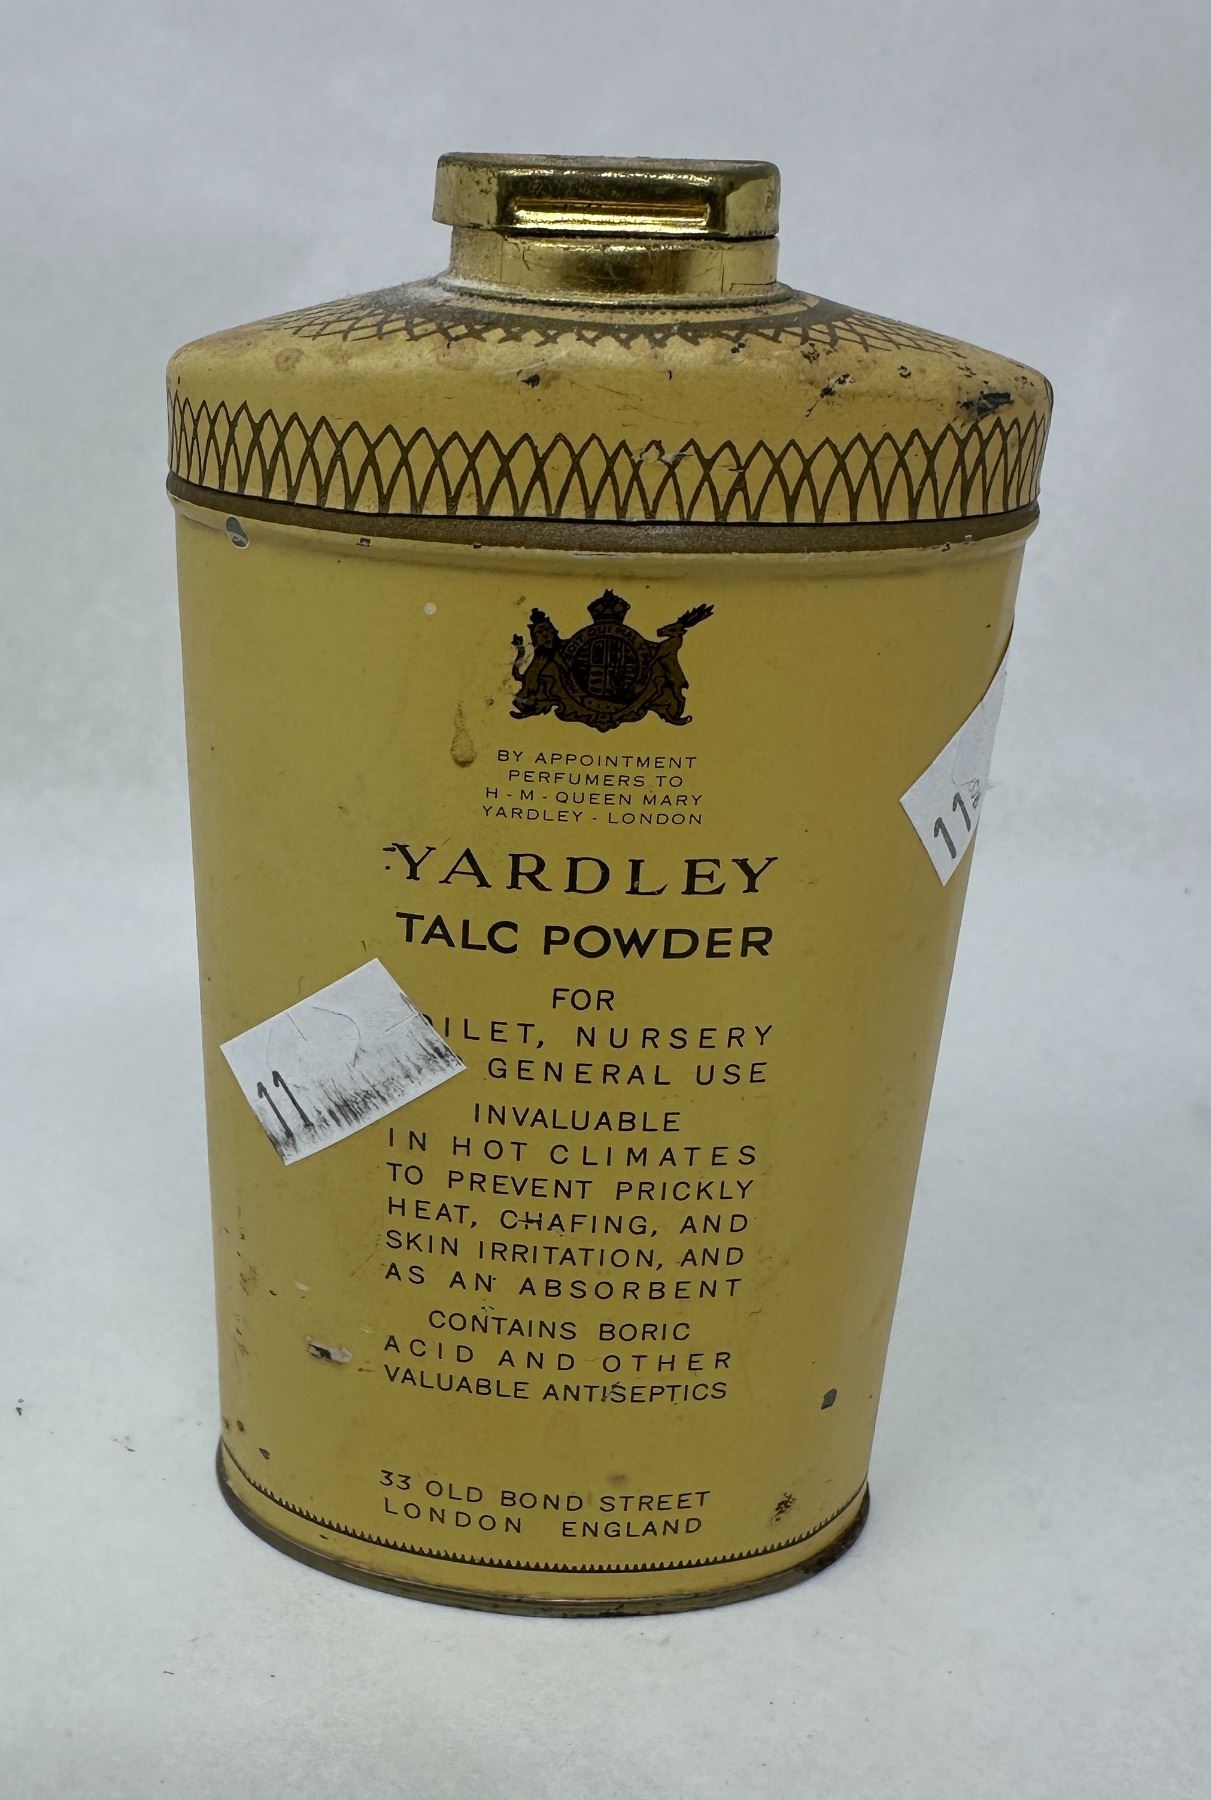 BY APPOINTMENT
PERFUMERS TO
H-M-QUEEN MARY
YARDLEY - LONDON
YARDLEY
TALC POWDER
FOR
OILET, NURSERY
GENERAL USE
INVALUABLE
IN HOT CLIMATES
TO PREVENT PRICKLY
HEAT, CHAFING, AND
SKIN IRRITATION, AND
AS AN ABSORBENT
CONTAINS BORIC
ACID AND OTHER
VALUABLE ANTISEPTICS
33 OLD BOND STREET
LONDON ENGLAND
11